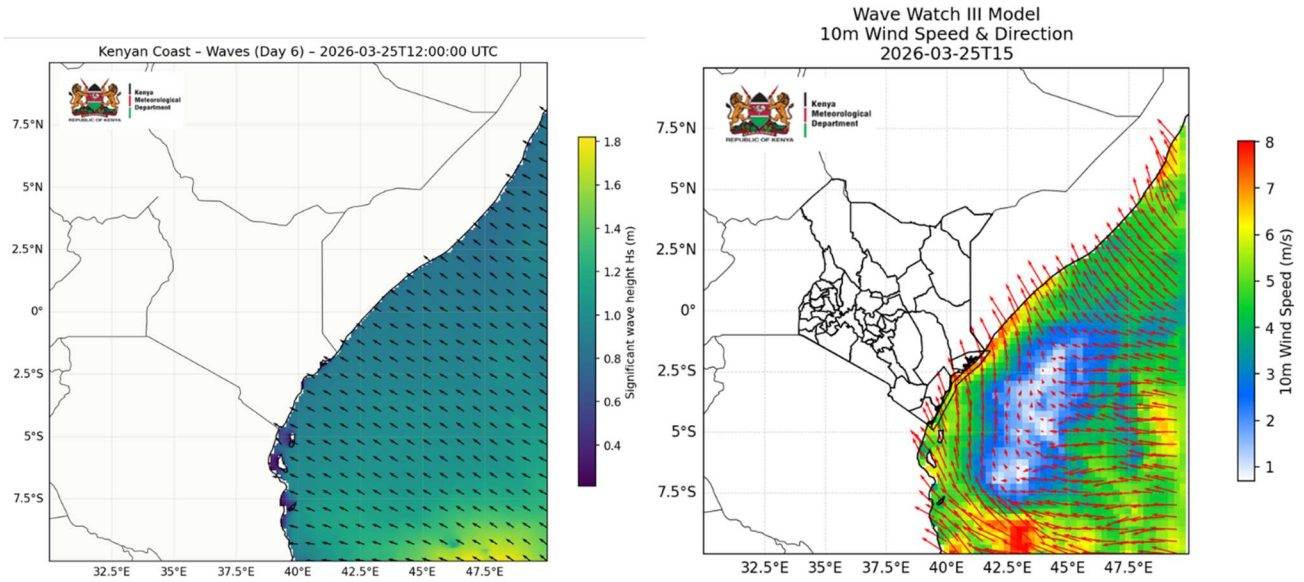 Kenyan Coast – Waves (Day 6) – 2026-03-25T12:00:00 UTC
Kenya
Meteorological
Department
REPUBLIC OF KENYA
7.5°N
5°N
2.5°N
0°
2.5°S
5°S
7.5°S
32.5°E
35°E
37.5°E
40°E
42.5°E
45°E
47.5°E
1.8
1.6
1.4
1.2
1.0
0.8
0.6
0.4
Significant wave height Hs (m)
Wave Watch III Model
10m Wind Speed & Direction
2026-03-25T15
Kenya
Meteorological
Department
REPUBLIC OF KENYA
7.5°N
5°N
2.5°N
0°
2.5°S
5°S
7.5°S
32.5°E
35°E
37.5°E
40°E
42.5°E
45°E
47.5°E
8
7
6
5
4
3
2
1
10m Wind Speed (m/s)